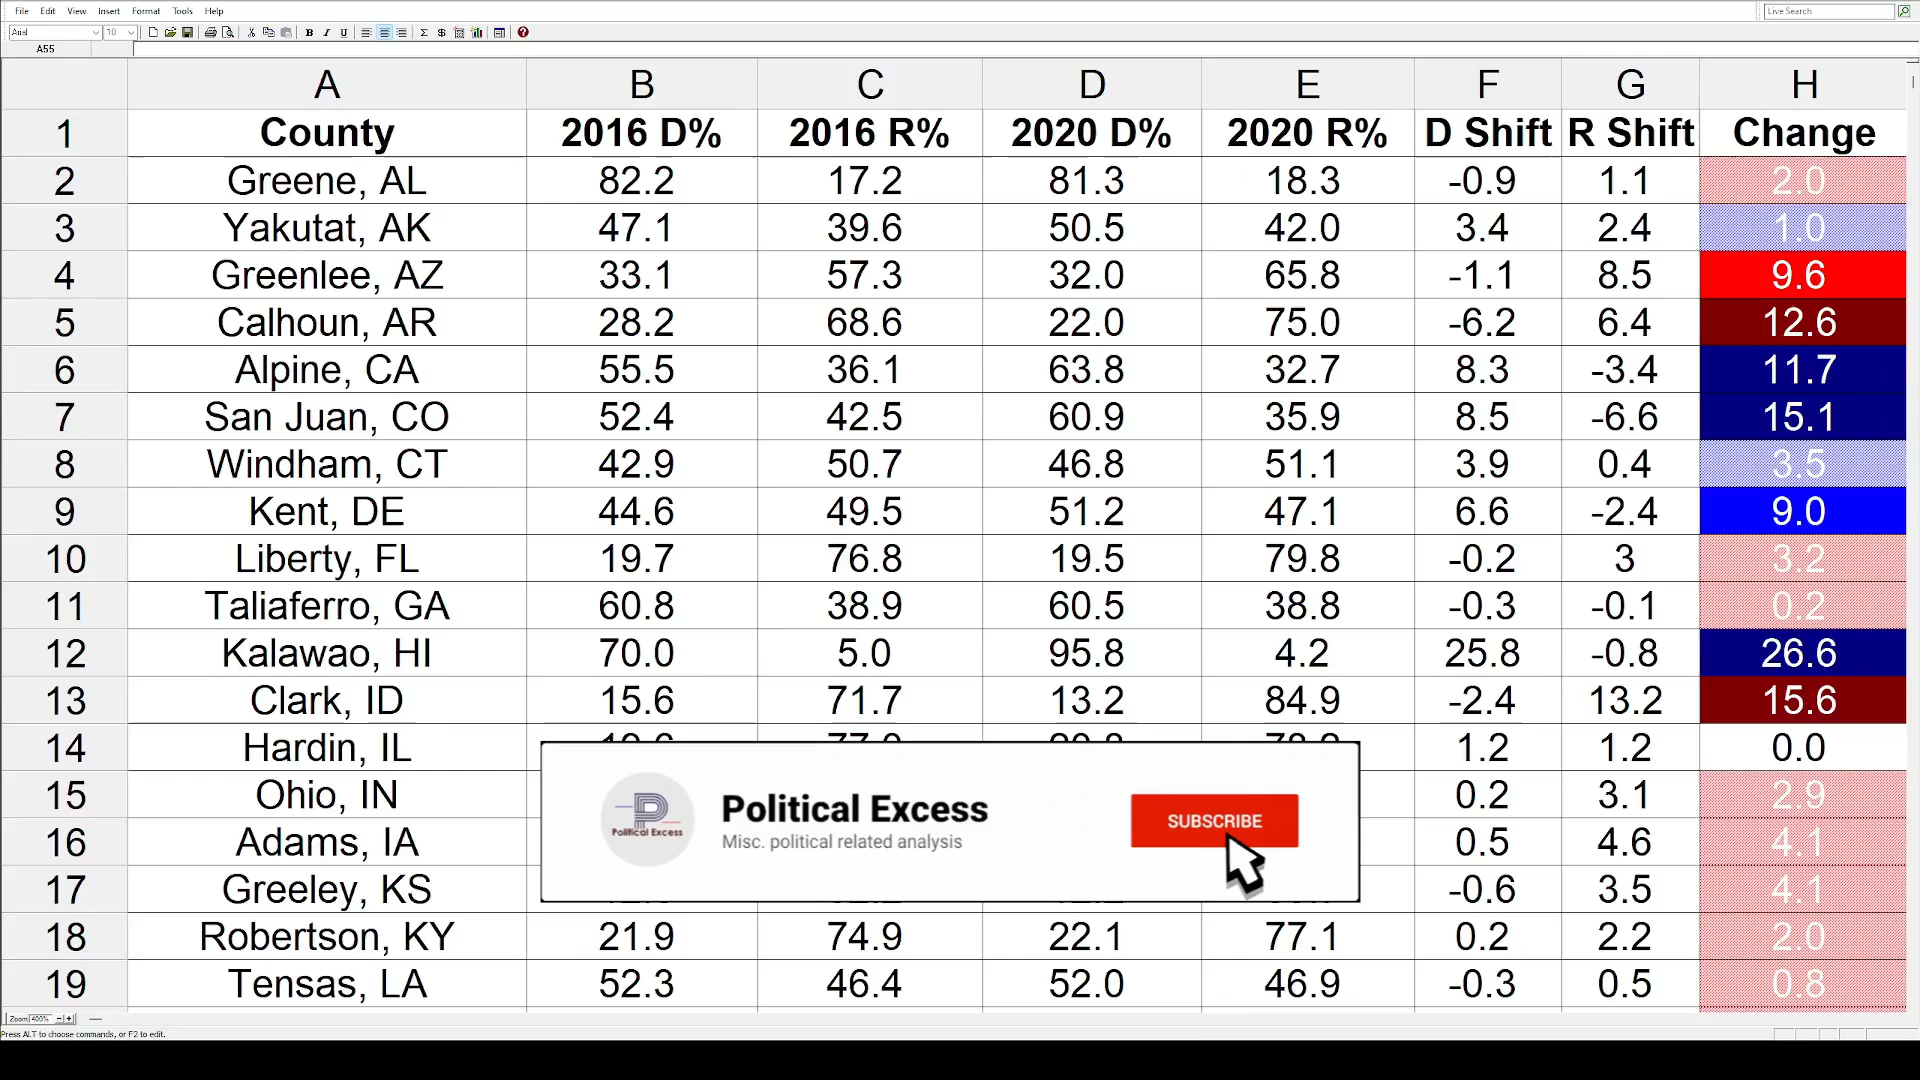 File Edit View Insert Format Tools Help Live Search
Arial 10 B I U Σ $
A55
A B C D E F G H
1 County 2016 D% 2016 R% 2020 D% 2020 R% D Shift R Shift Change
2 Greene, AL 82.2 17.2 81.3 18.3 -0.9 1.1 2.0
3 Yakutat, AK 47.1 39.6 50.5 42.0 3.4 2.4 1.0
4 Greenlee, AZ 33.1 57.3 32.0 65.8 -1.1 8.5 9.6
5 Calhoun, AR 28.2 68.6 22.0 75.0 -6.2 6.4 12.6
6 Alpine, CA 55.5 36.1 63.8 32.7 8.3 -3.4 11.7
7 San Juan, CO 52.4 42.5 60.9 35.9 8.5 -6.6 15.1
8 Windham, CT 42.9 50.7 46.8 51.1 3.9 0.4 3.5
9 Kent, DE 44.6 49.5 51.2 47.1 6.6 -2.4 9.0
10 Liberty, FL 19.7 76.8 19.5 79.8 -0.2 3 3.2
11 Taliaferro, GA 60.8 38.9 60.5 38.8 -0.3 -0.1 0.2
12 Kalawao, HI 70.0 5.0 95.8 4.2 25.8 -0.8 26.6
13 Clark, ID 15.6 71.7 13.2 84.9 -2.4 13.2 15.6
14 Hardin, IL 1.2 1.2 0.0
15 Ohio, IN 0.2 3.1 2.9
16 Adams, IA 0.5 4.6 4.1
17 Greeley, KS -0.6 3.5 4.1
18 Robertson, KY 21.9 74.9 22.1 77.1 0.2 2.2 2.0
19 Tensas, LA 52.3 46.4 52.0 46.9 -0.3 0.5 0.8
P
Political Excess
Political Excess
Misc. political related analysis
SUBSCRIBE
Zoom 400% - +
Press ALT to choose commands, or F2 to edit.